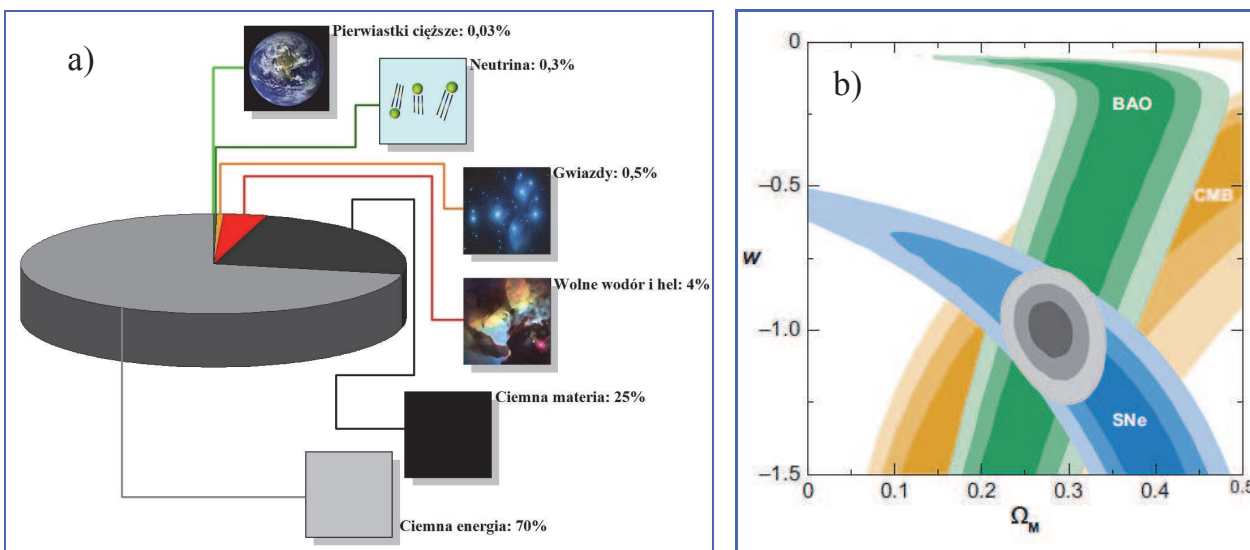 a)
Pierwiastki cięższe: 0,03%
Neutrina: 0,3%
Gwiazdy: 0,5%
Wolne wodór i hel: 4%
Ciemna materia: 25%
Ciemna energia: 70%
b)
0
−0.5
−1.0
−1.5
w
BAO
CMB
SNe
0
0.1
0.2
0.3
0.4
0.5
Ω_M